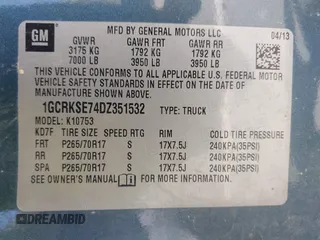 GM
MFD BY GENERAL MOTORS LLC
04/13
GVWR GAWR FRT GAWR RR
3175 KG 1792 KG 1792 KG
7000 LB 3950 LB 3950 LB
THIS VEHICLE CONFORMS TO ALL APPLICABLE U.S. FEDERAL
MOTOR VEHICLE SAFETY STANDARDS IN EFFECT ON THE DATE OF
MANUFACTURE SHOWN ABOVE.
1GCRKSE74DZ351532 TYPE: TRUCK
MODEL: K10753
KD7F TIRE SIZE SPEED RTG RIM COLD TIRE PRESSURE
FRT P265/70R17 S 17X7.5J 240KPA(35PSI)
RR P265/70R17 S 17X7.5J 240KPA(35PSI)
SPA P265/70R17 S 17X7.5J 240KPA(35PSI)
SEE OWNER'S MANUAL FOR MORE INFORMATION.
DREAMBID